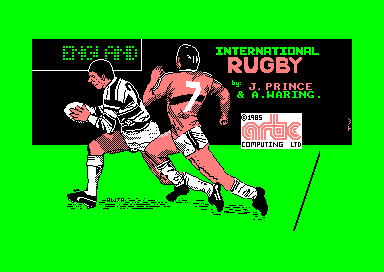 ENGLAND
INTERNATIONAL
RUGBY
by: J. PRINCE
& A. WARING.
7
©1985
artic
COMPUTING LTD